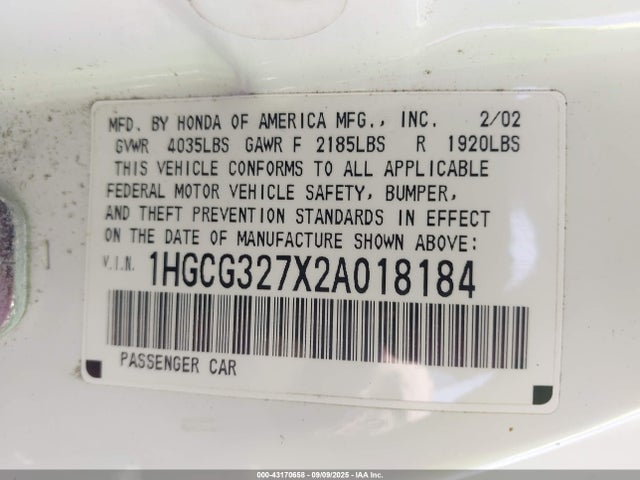 MFD. BY HONDA OF AMERICA MFG., INC. 2/02
GVWR 4035LBS GAWR F 2185LBS R 1920LBS
THIS VEHICLE CONFORMS TO ALL APPLICABLE
FEDERAL MOTOR VEHICLE SAFETY, BUMPER,
AND THEFT PREVENTION STANDARDS IN EFFECT
ON THE DATE OF MANUFACTURE SHOWN ABOVE:
V.I.N. 1HGCG327X2A018184
PASSENGER CAR
000-43170658 - 09/09/2025 - IAA Inc.